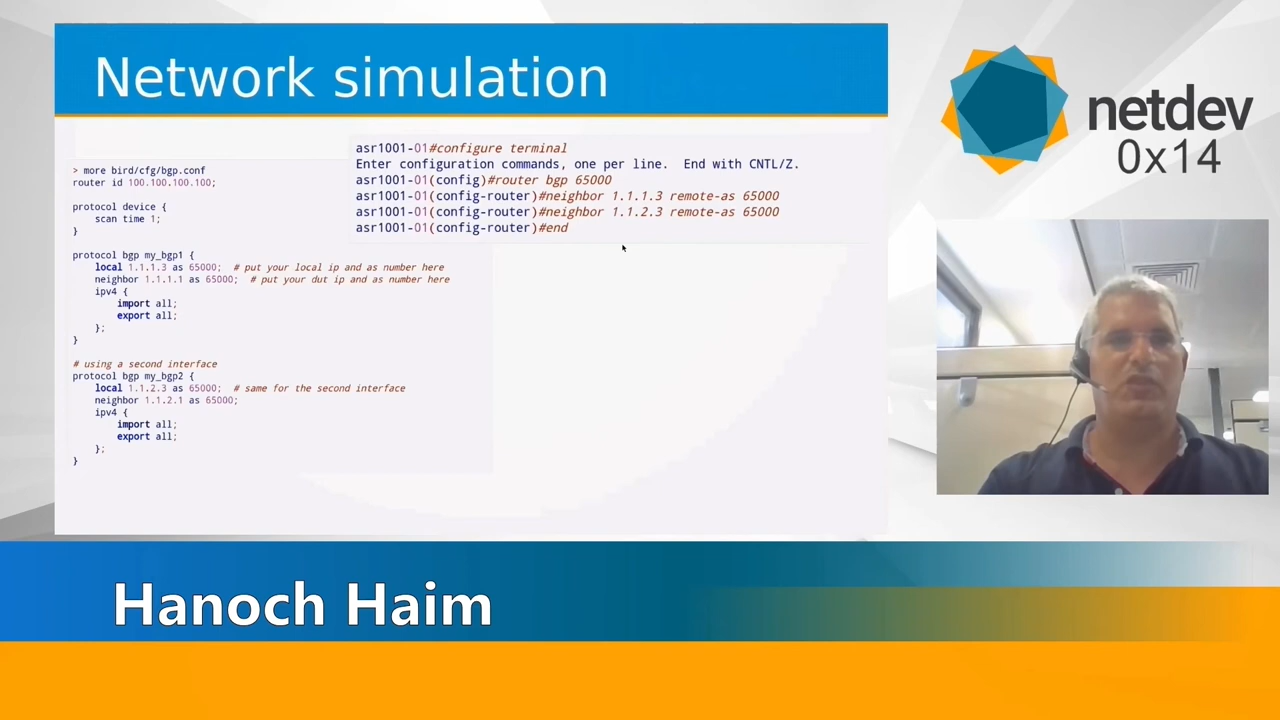 Network simulation
> more bird/cfg/bgp.conf
router id 100.100.100.100;
protocol device {
    scan time 1;
}
protocol bgp my_bgp1 {
    local 1.1.1.3 as 65000;  # put your local ip and as number here
    neighbor 1.1.1.1 as 65000;  # put your dut ip and as number here
    ipv4 {
        import all;
        export all;
    };
}
# using a second interface
protocol bgp my_bgp2 {
    local 1.1.2.3 as 65000;  # same for the second interface
    neighbor 1.1.2.1 as 65000;
    ipv4 {
        import all;
        export all;
    };
}
asr1001-01#configure terminal
Enter configuration commands, one per line.  End with CNTL/Z.
asr1001-01(config)#router bgp 65000
asr1001-01(config-router)#neighbor 1.1.1.3 remote-as 65000
asr1001-01(config-router)#neighbor 1.1.2.3 remote-as 65000
asr1001-01(config-router)#end
netdev
0x14
Hanoch Haim